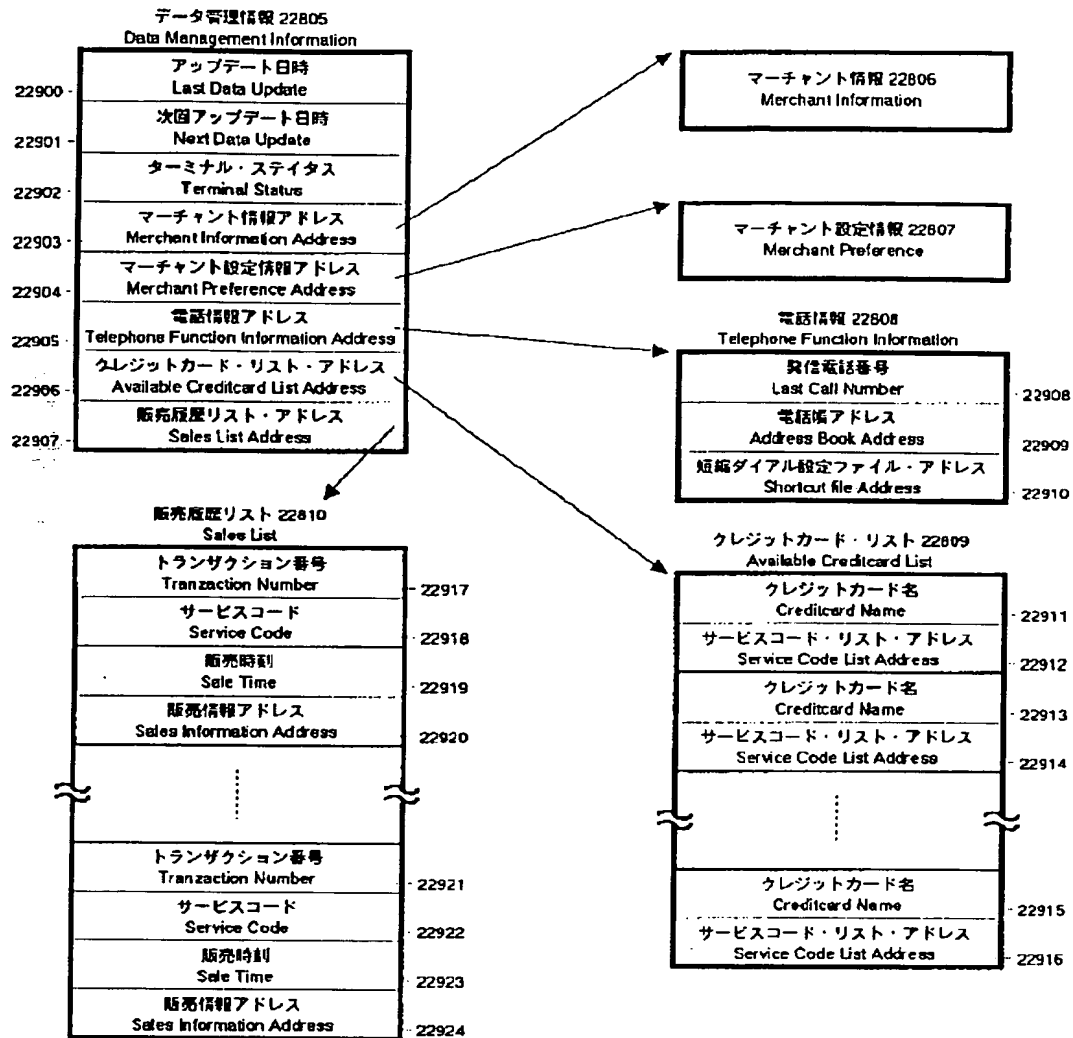 データ管理情報 22805
Data Management Information
アップデート日時
Last Data Update
22900
次回アップデート日時
Next Data Update
22901
ターミナル・ステイタス
Terminal Status
22902
マーチャント情報アドレス
Merchant Information Address
22903
マーチャント設定情報アドレス
Merchant Preference Address
22904
電話情報アドレス
Telephone Function Information Address
22905
クレジットカード・リスト・アドレス
Available Creditcard List Address
22906
販売履歴リスト・アドレス
Sales List Address
22907
マーチャント情報 22806
Merchant Information
マーチャント設定情報 22807
Merchant Preference
電話情報 22808
Telephone Function Information
発信電話番号
Last Call Number
22908
電話帳アドレス
Address Book Address
22909
短縮ダイアル設定ファイル・アドレス
Shortcut file Address
22910
販売履歴リスト 22810
Sales List
トランザクション番号
Tranzaction Number
22917
サービスコード
Service Code
22918
販売時刻
Sale Time
22919
販売情報アドレス
Sales Information Address
22920
トランザクション番号
Tranzaction Number
22921
サービスコード
Service Code
22922
販売時刻
Sale Time
22923
販売情報アドレス
Sales Information Address
22924
クレジットカード・リスト 22809
Available Creditcard List
クレジットカード名
Creditcard Name
22911
サービスコード・リスト・アドレス
Service Code List Address
22912
クレジットカード名
Creditcard Name
22913
サービスコード・リスト・アドレス
Service Code List Address
22914
クレジットカード名
Creditcard Name
22915
サービスコード・リスト・アドレス
Service Code List Address
22916